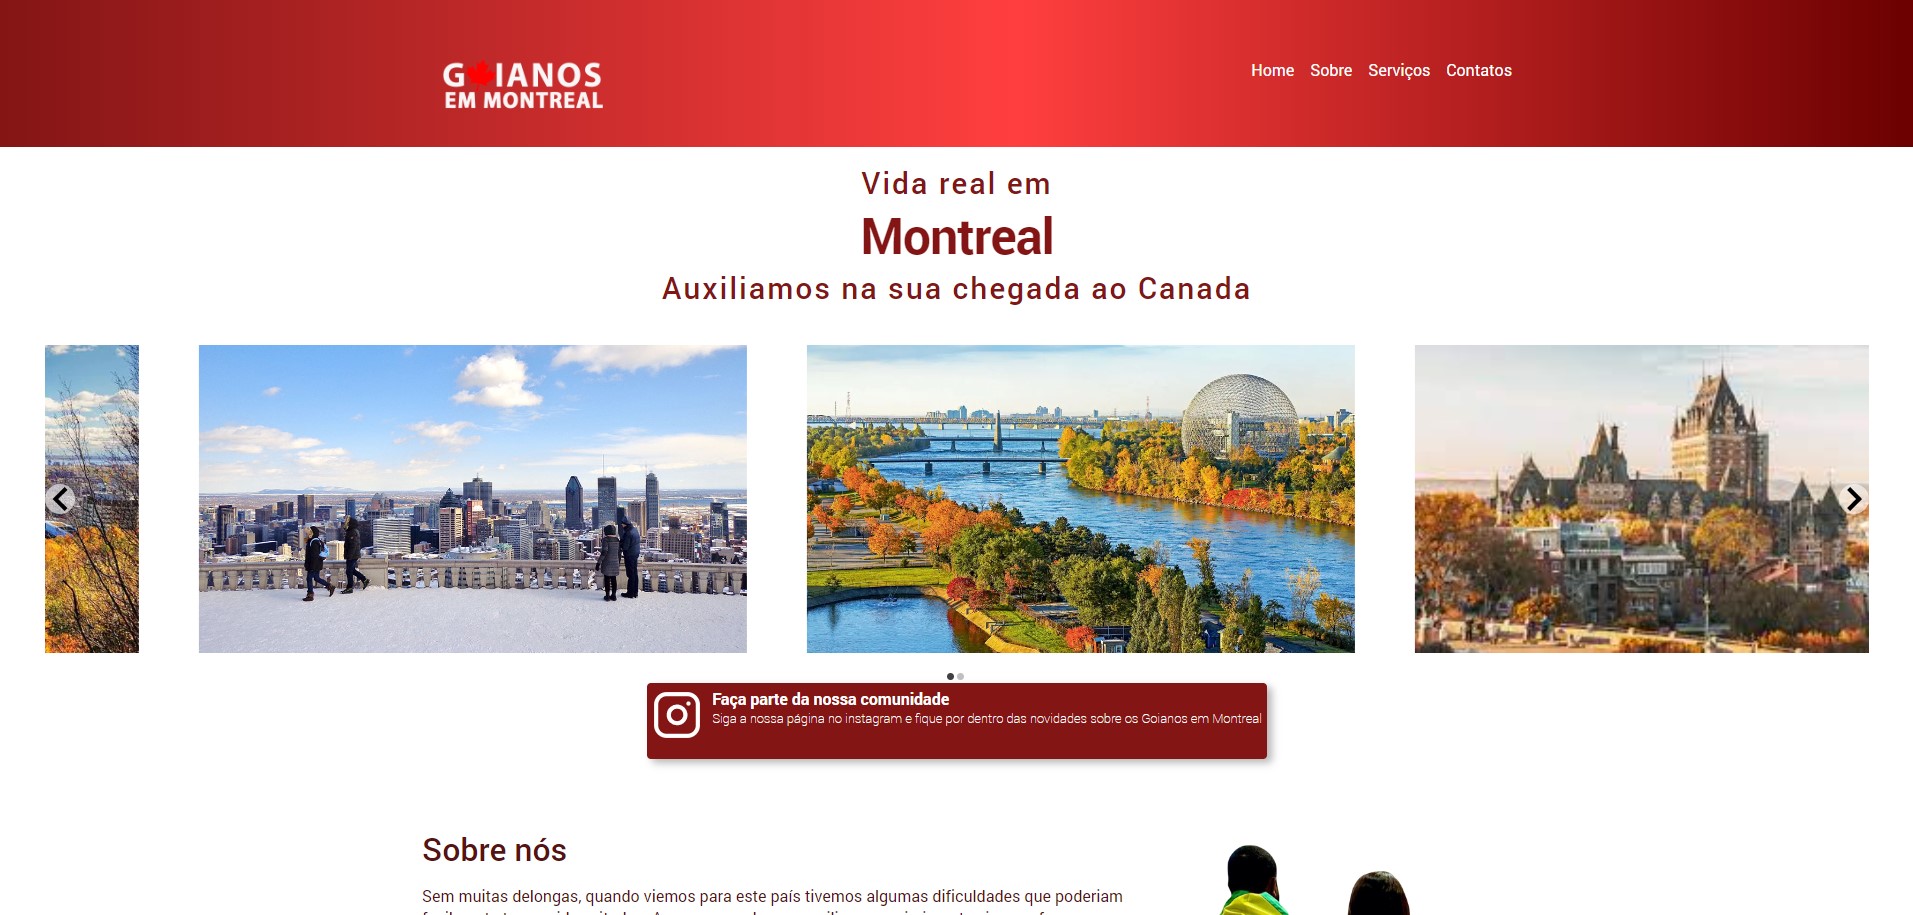 GOIANOS
EM MONTREAL
Home Sobre Serviços Contatos
Vida real em
Montreal
Auxiliamos na sua chegada ao Canada
Faça parte da nossa comunidade
Siga a nossa página no instagram e fique por dentro das novidades sobre os Goianos em Montreal
Sobre nós
Sem muitas delongas, quando viemos para este país tivemos algumas dificuldades que poderiam